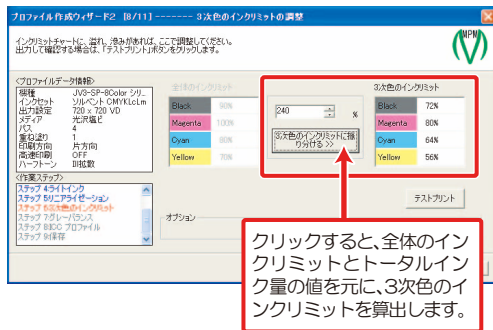 プロファイル作成ウィザード2 [8/11] ------- 3次色のインクリミットの調整
インクリミットチャートに、溢れ、滲みがあれば、ここで調整してください。
出力して確認する場合は、「テストプリント」ボタンをクリックします。
MPM
<プロファイルデータ情報>
機種 JV3-SP-8Color シリ...
インクセット ソルベント CMYKLcLm
出力設定 720 x 720 VD
メディア 光沢塩ビ
パス 4
重ね塗り 1
印刷方向 片方向
高速印刷 OFF
ハーフトーン DI拡散
<作業ステップ>
ステップ 4:ライトインク
ステップ 5:リニアライゼーション
ステップ 6:3次色のインクリミット
ステップ 7:グレーバランス
ステップ 8:ICC プロファイル
ステップ 9:保存
全体のインクリミット
Black 90%
Magenta 100%
Cyan 80%
Yellow 70%
240 %
3次色のインクリミットに振り分ける >>
3次色のインクリミット
Black 72%
Magenta 80%
Cyan 64%
Yellow 56%
テストプリント
オプション
クリックすると、全体のイン
クリミットとトータルイン
ク量の値を元に、3次色のイ
ンクリミットを算出します。